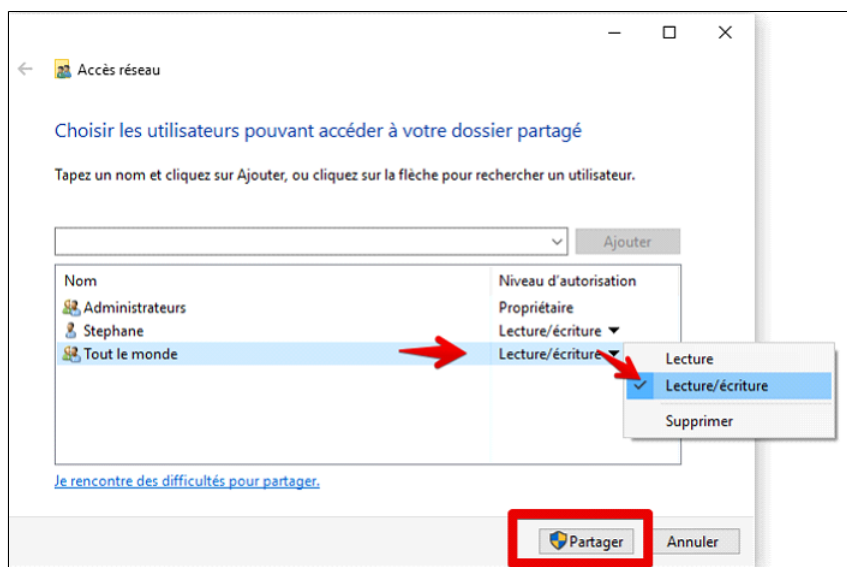 Accès réseau
Choisir les utilisateurs pouvant accéder à votre dossier partagé
Tapez un nom et cliquez sur Ajouter, ou cliquez sur la flèche pour rechercher un utilisateur.
Ajouter
Nom Niveau d'autorisation
Administrateurs Propriétaire
Stephane Lecture/écriture
Tout le monde Lecture/écriture
Lecture
Lecture/écriture
Supprimer
Je rencontre des difficultés pour partager.
Partager Annuler